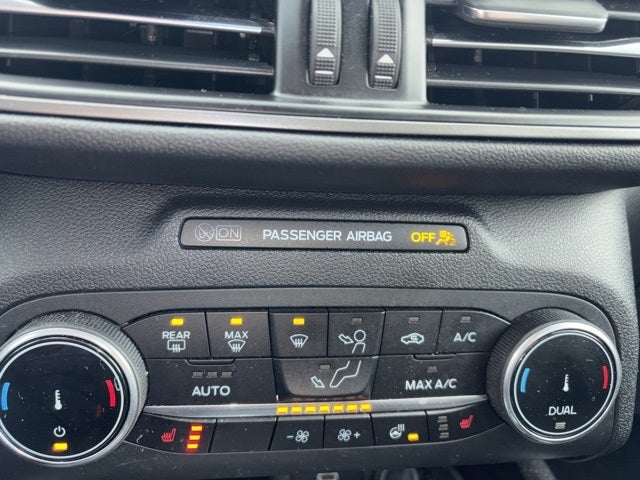 ON PASSENGER AIRBAG OFF
REAR MAX A/C
AUTO MAX A/C
DUAL